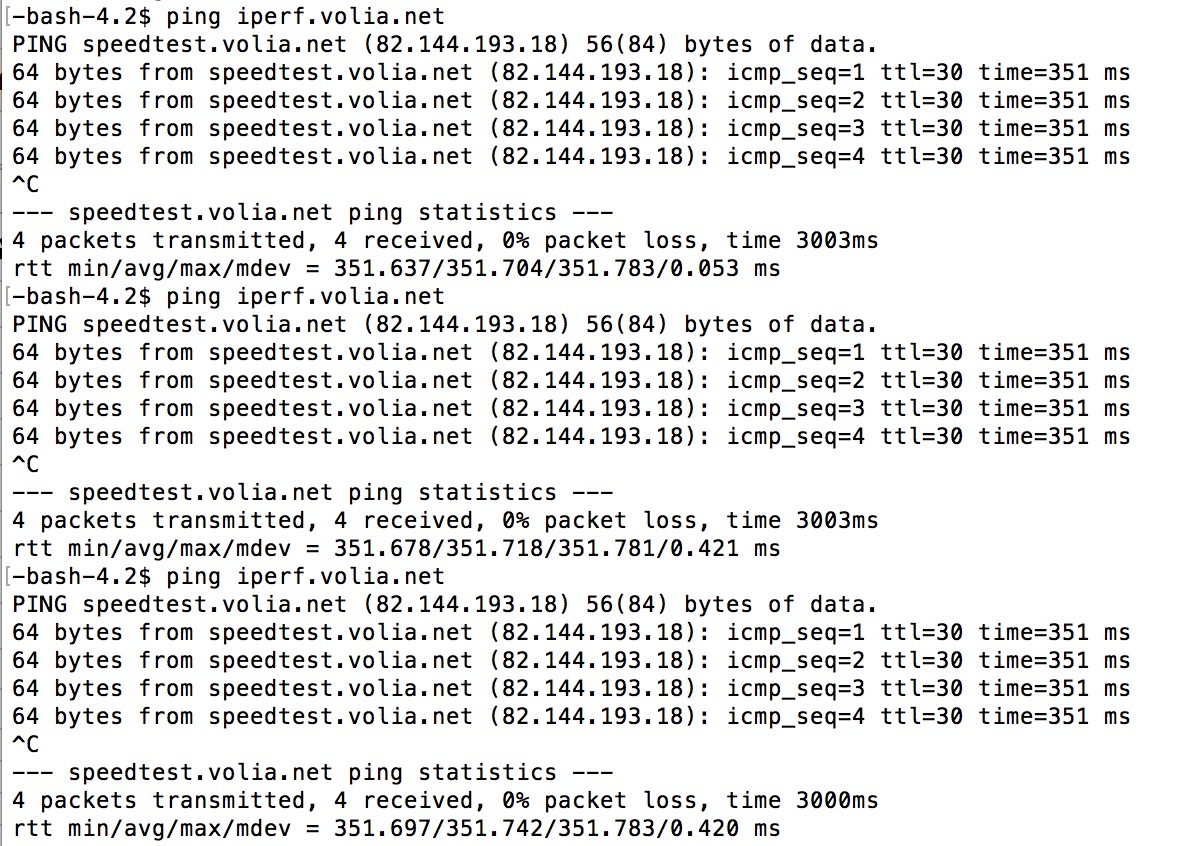 [-bash-4.2$ ping iperf.volia.net
PING speedtest.volia.net (82.144.193.18) 56(84) bytes of data.
64 bytes from speedtest.volia.net (82.144.193.18): icmp_seq=1 ttl=30 time=351 ms
64 bytes from speedtest.volia.net (82.144.193.18): icmp_seq=2 ttl=30 time=351 ms
64 bytes from speedtest.volia.net (82.144.193.18): icmp_seq=3 ttl=30 time=351 ms
64 bytes from speedtest.volia.net (82.144.193.18): icmp_seq=4 ttl=30 time=351 ms
^C
--- speedtest.volia.net ping statistics ---
4 packets transmitted, 4 received, 0% packet loss, time 3003ms
rtt min/avg/max/mdev = 351.637/351.704/351.783/0.053 ms
[-bash-4.2$ ping iperf.volia.net
PING speedtest.volia.net (82.144.193.18) 56(84) bytes of data.
64 bytes from speedtest.volia.net (82.144.193.18): icmp_seq=1 ttl=30 time=351 ms
64 bytes from speedtest.volia.net (82.144.193.18): icmp_seq=2 ttl=30 time=351 ms
64 bytes from speedtest.volia.net (82.144.193.18): icmp_seq=3 ttl=30 time=351 ms
64 bytes from speedtest.volia.net (82.144.193.18): icmp_seq=4 ttl=30 time=351 ms
^C
--- speedtest.volia.net ping statistics ---
4 packets transmitted, 4 received, 0% packet loss, time 3003ms
rtt min/avg/max/mdev = 351.678/351.718/351.781/0.421 ms
[-bash-4.2$ ping iperf.volia.net
PING speedtest.volia.net (82.144.193.18) 56(84) bytes of data.
64 bytes from speedtest.volia.net (82.144.193.18): icmp_seq=1 ttl=30 time=351 ms
64 bytes from speedtest.volia.net (82.144.193.18): icmp_seq=2 ttl=30 time=351 ms
64 bytes from speedtest.volia.net (82.144.193.18): icmp_seq=3 ttl=30 time=351 ms
64 bytes from speedtest.volia.net (82.144.193.18): icmp_seq=4 ttl=30 time=351 ms
^C
--- speedtest.volia.net ping statistics ---
4 packets transmitted, 4 received, 0% packet loss, time 3000ms
rtt min/avg/max/mdev = 351.697/351.742/351.783/0.420 ms